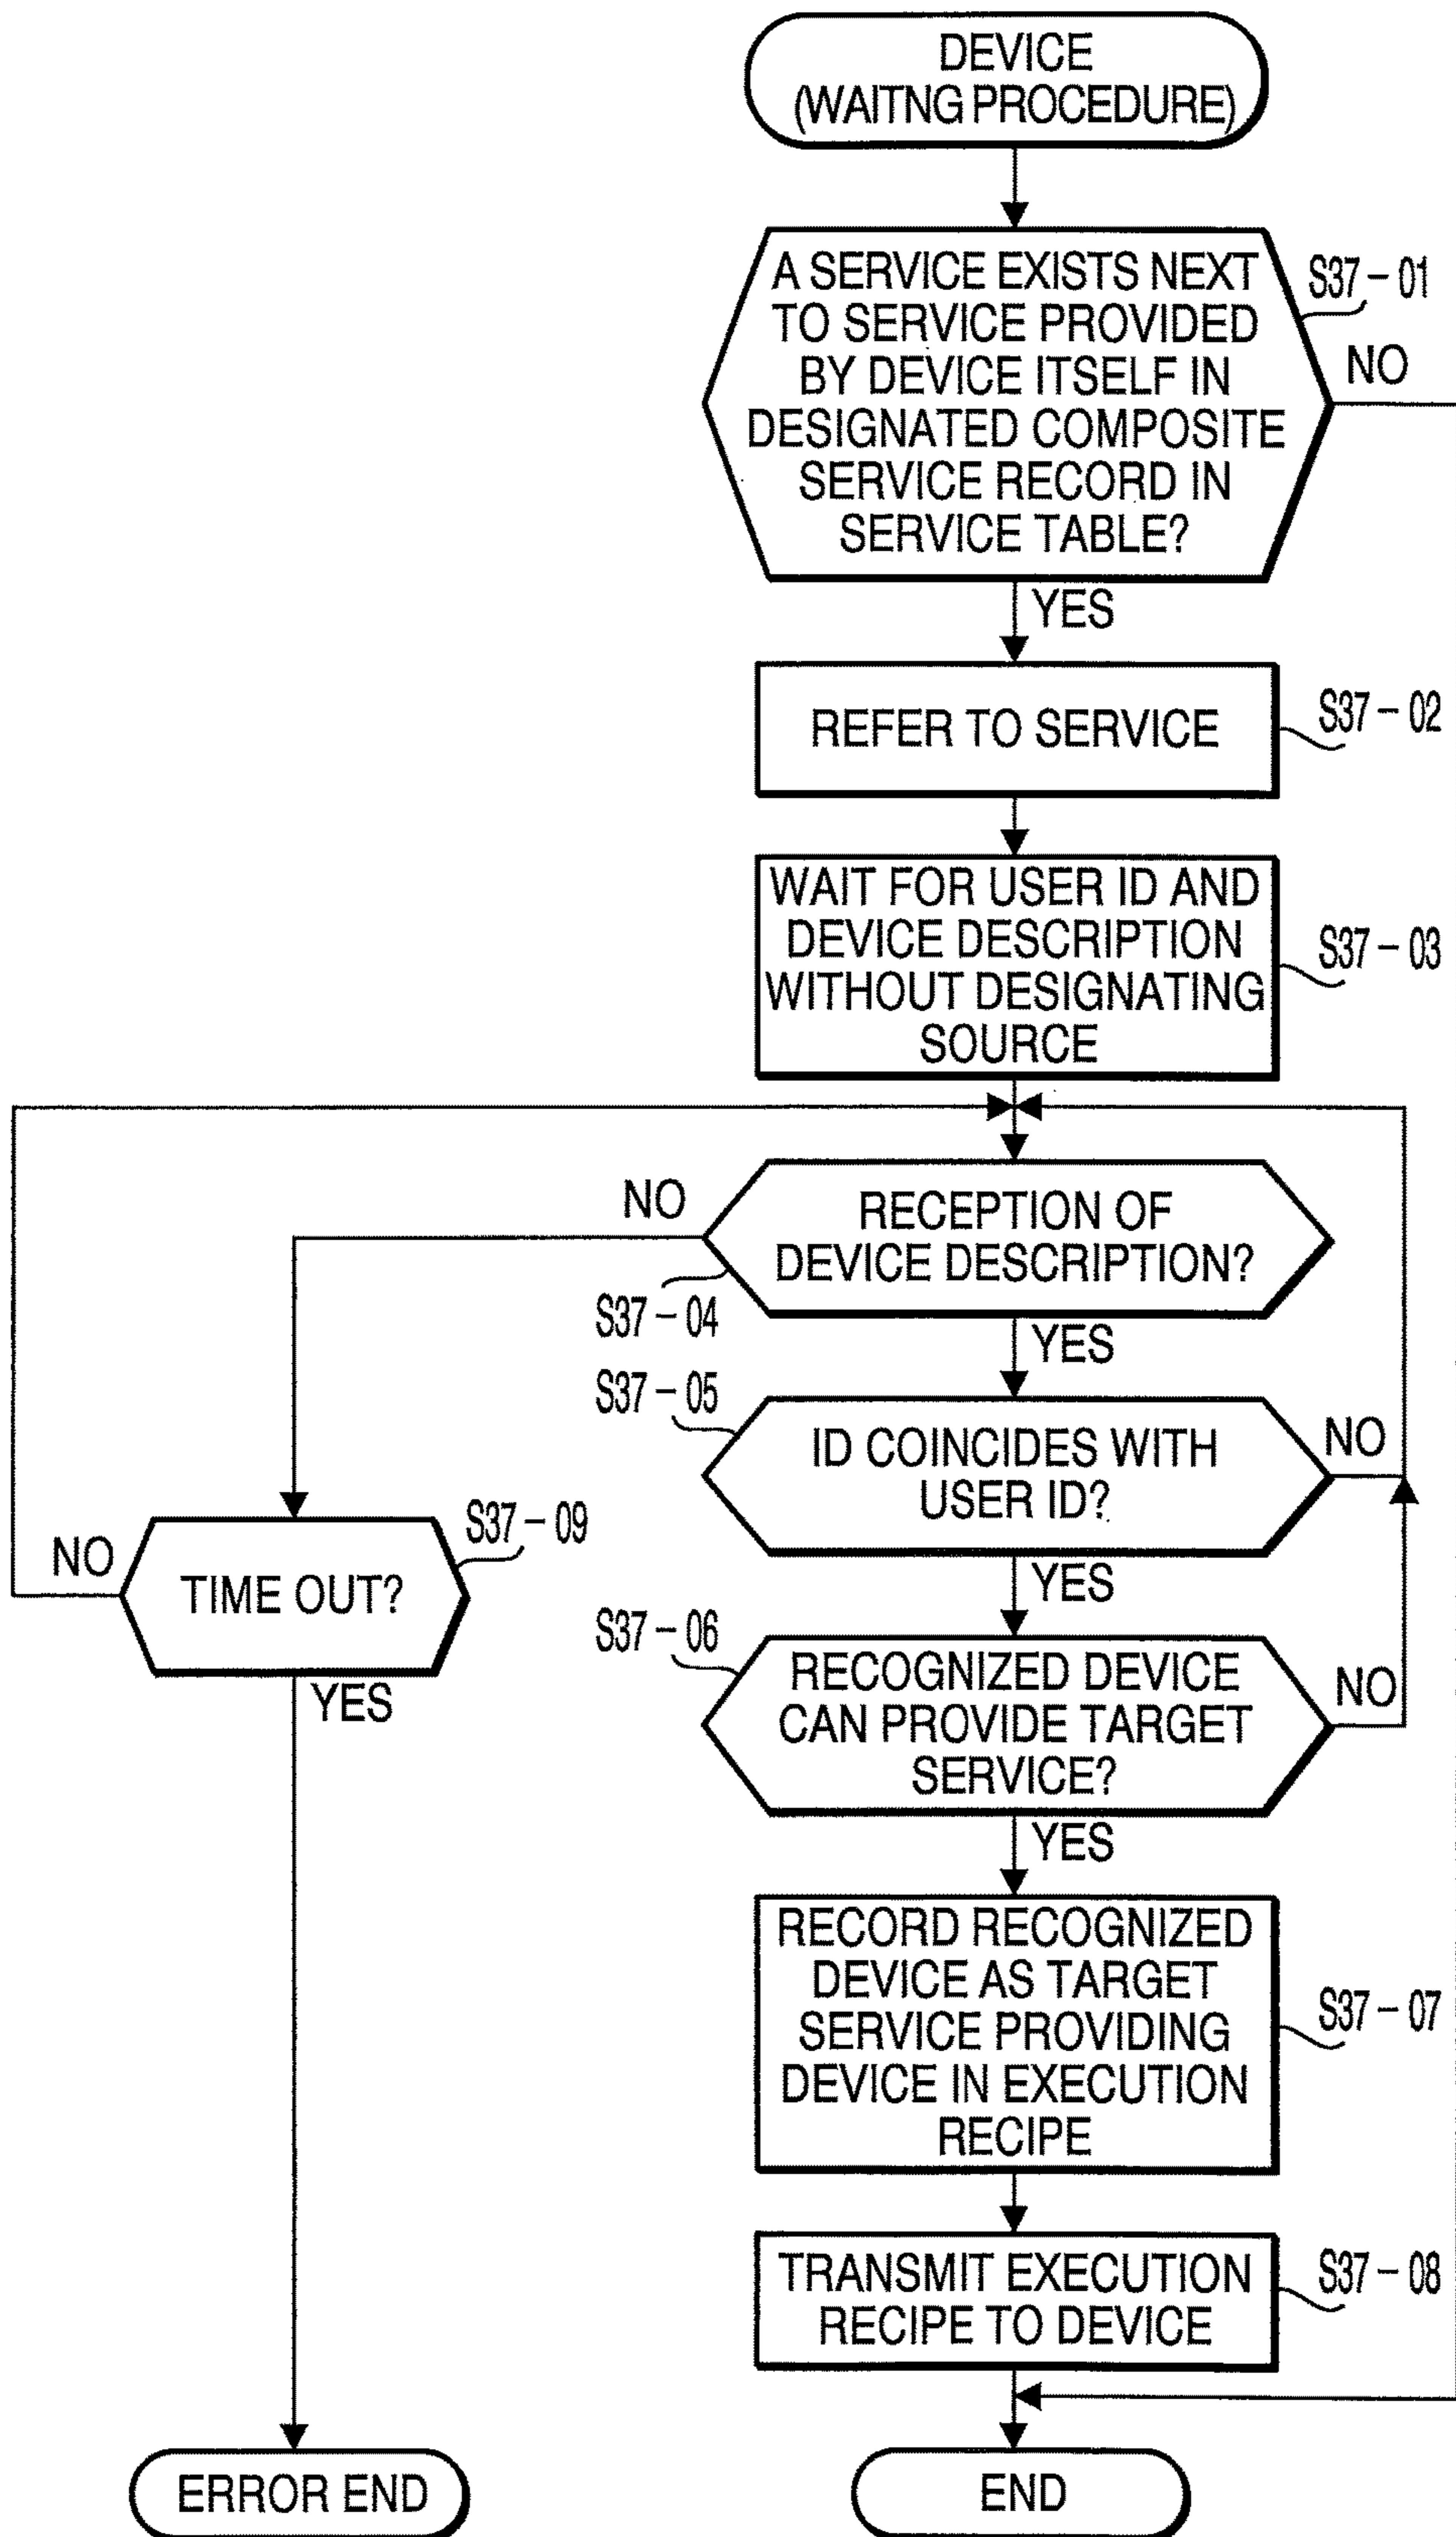 DEVICE
(WAITNG PROCEDURE)
A SERVICE EXISTS NEXT
TO SERVICE PROVIDED
BY DEVICE ITSELF IN
DESIGNATED COMPOSITE
SERVICE RECORD IN
SERVICE TABLE?
S37-01
NO
YES
REFER TO SERVICE
S37-02
WAIT FOR USER ID AND
DEVICE DESCRIPTION
WITHOUT DESIGNATING
SOURCE
S37-03
NO
RECEPTION OF
DEVICE DESCRIPTION?
S37-04
YES
S37-05
ID COINCIDES WITH
USER ID?
NO
YES
S37-09
NO
TIME OUT?
YES
S37-06
RECOGNIZED DEVICE
CAN PROVIDE TARGET
SERVICE?
NO
YES
RECORD RECOGNIZED
DEVICE AS TARGET
SERVICE PROVIDING
DEVICE IN EXECUTION
RECIPE
S37-07
TRANSMIT EXECUTION
RECIPE TO DEVICE
S37-08
ERROR END
END